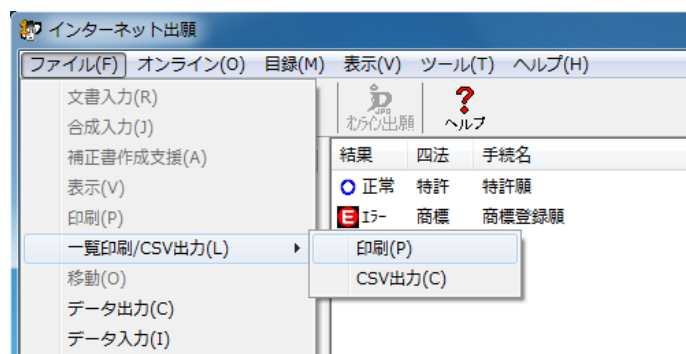 インターネット出願
ファイル(F) オンライン(O) 目録(M) 表示(V) ツール(T) ヘルプ(H)
文書入力(R)
合成入力(J)
補正書作成支援(A)
表示(V)
印刷(P)
一覧印刷/CSV出力(L)
移動(O)
データ出力(C)
データ入力(I)
JPO
オンライン出願
ヘルプ
結果 四法 手続名
正常 特許 特許願
E エラー 商標 商標登録願
印刷(P)
CSV出力(C)